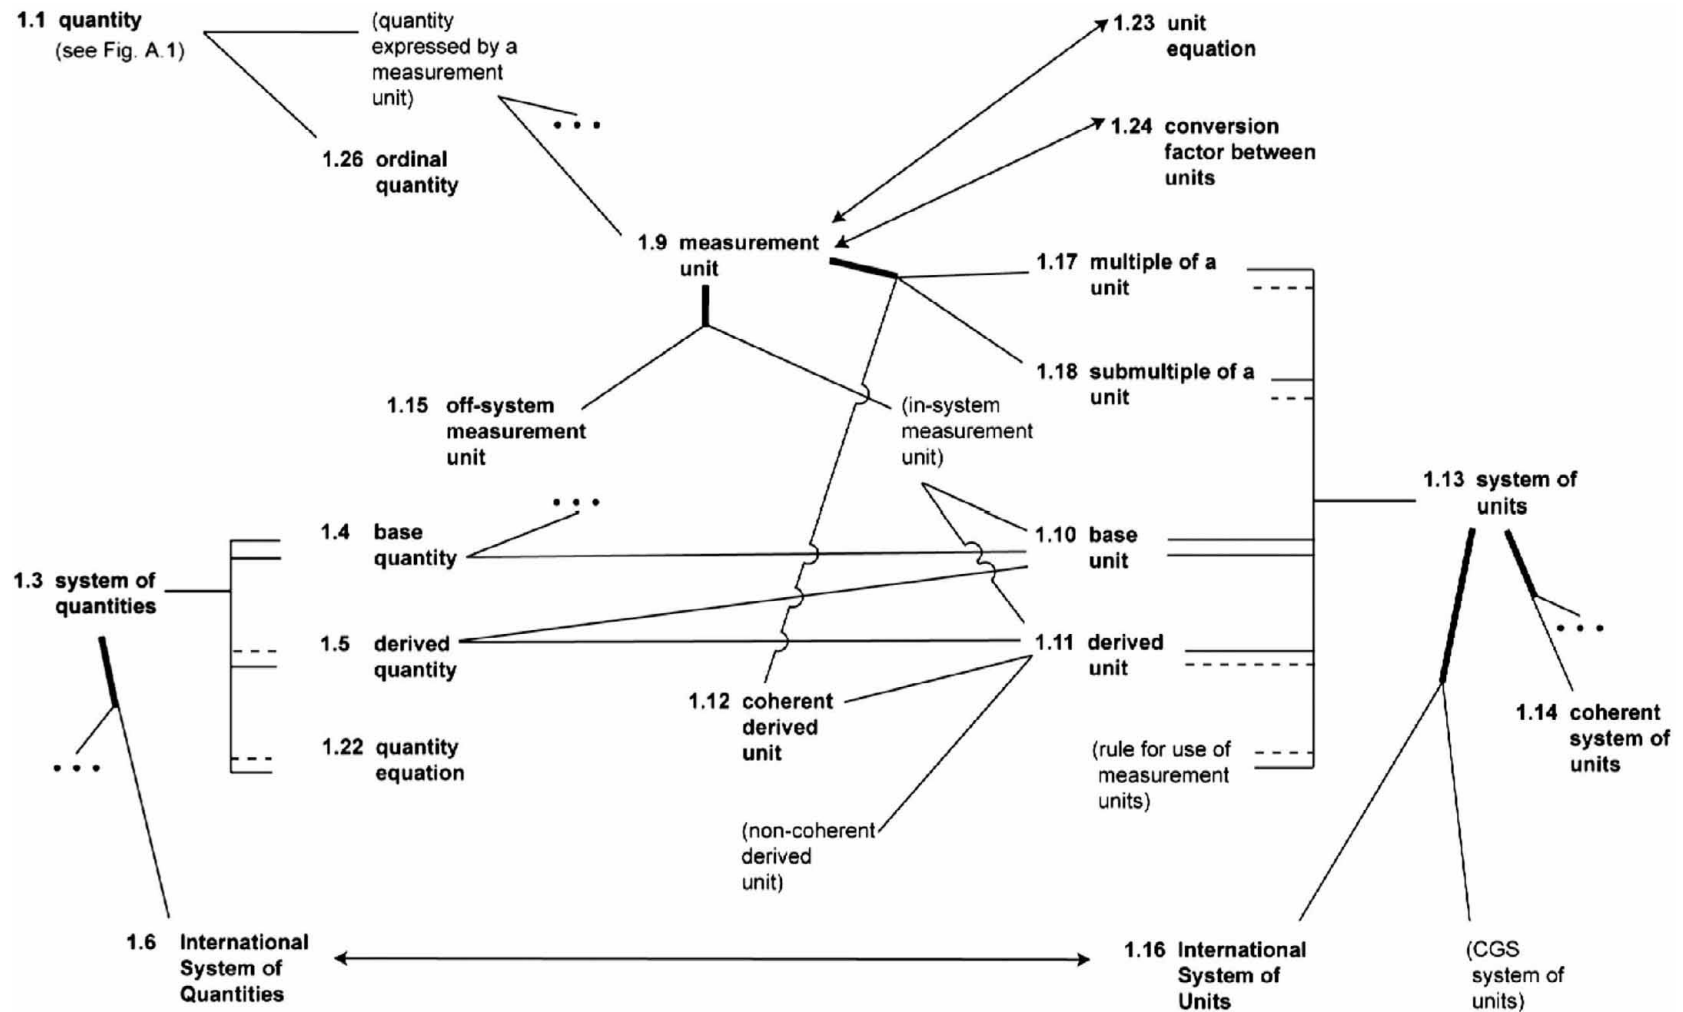 1.1 quantity
(see Fig. A.1)
(quantity
expressed by a
measurement
unit)
1.26 ordinal
quantity
1.23 unit
equation
1.24 conversion
factor between
units
1.9 measurement
unit
1.17 multiple of a
unit
1.18 submultiple of a
unit
1.15 off-system
measurement
unit
(in-system
measurement
unit)
1.13 system of
units
1.4 base
quantity
1.10 base
unit
1.3 system of
quantities
1.5 derived
quantity
1.11 derived
unit
1.12 coherent
derived
unit
1.14 coherent
system of
units
1.22 quantity
equation
(rule for use of
measurement
units)
(non-coherent
derived
unit)
1.6 International
System of
Quantities
1.16 International
System of
Units
(CGS
system of
units)